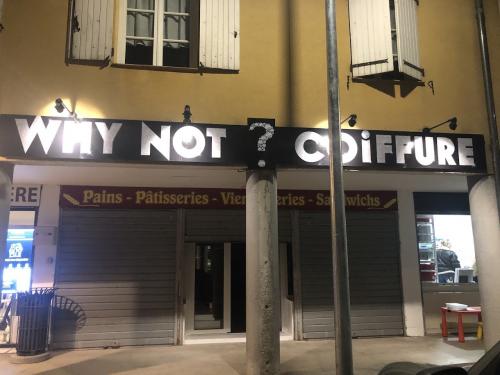 WHY NOT ? COiFFURE
Pains - Pâtisseries - Vien eries - Sandwichs
ERE